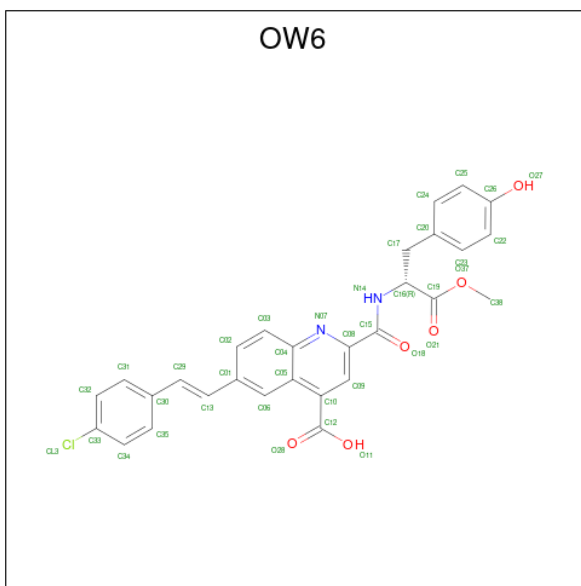 OW6
C25
O27
C24
C26
OH
C20
C22
C17
C23
O37
N14
C19
O
HN
C16(R)
C38
C03
N07
C15
O
N
C08
O21
C02
C04
O
O18
C31
C29
C05
C09
C32
C01
C10
C30
C13
C06
C12
C33
C35
O
OH
Cl
O28
O11
CL3
C34